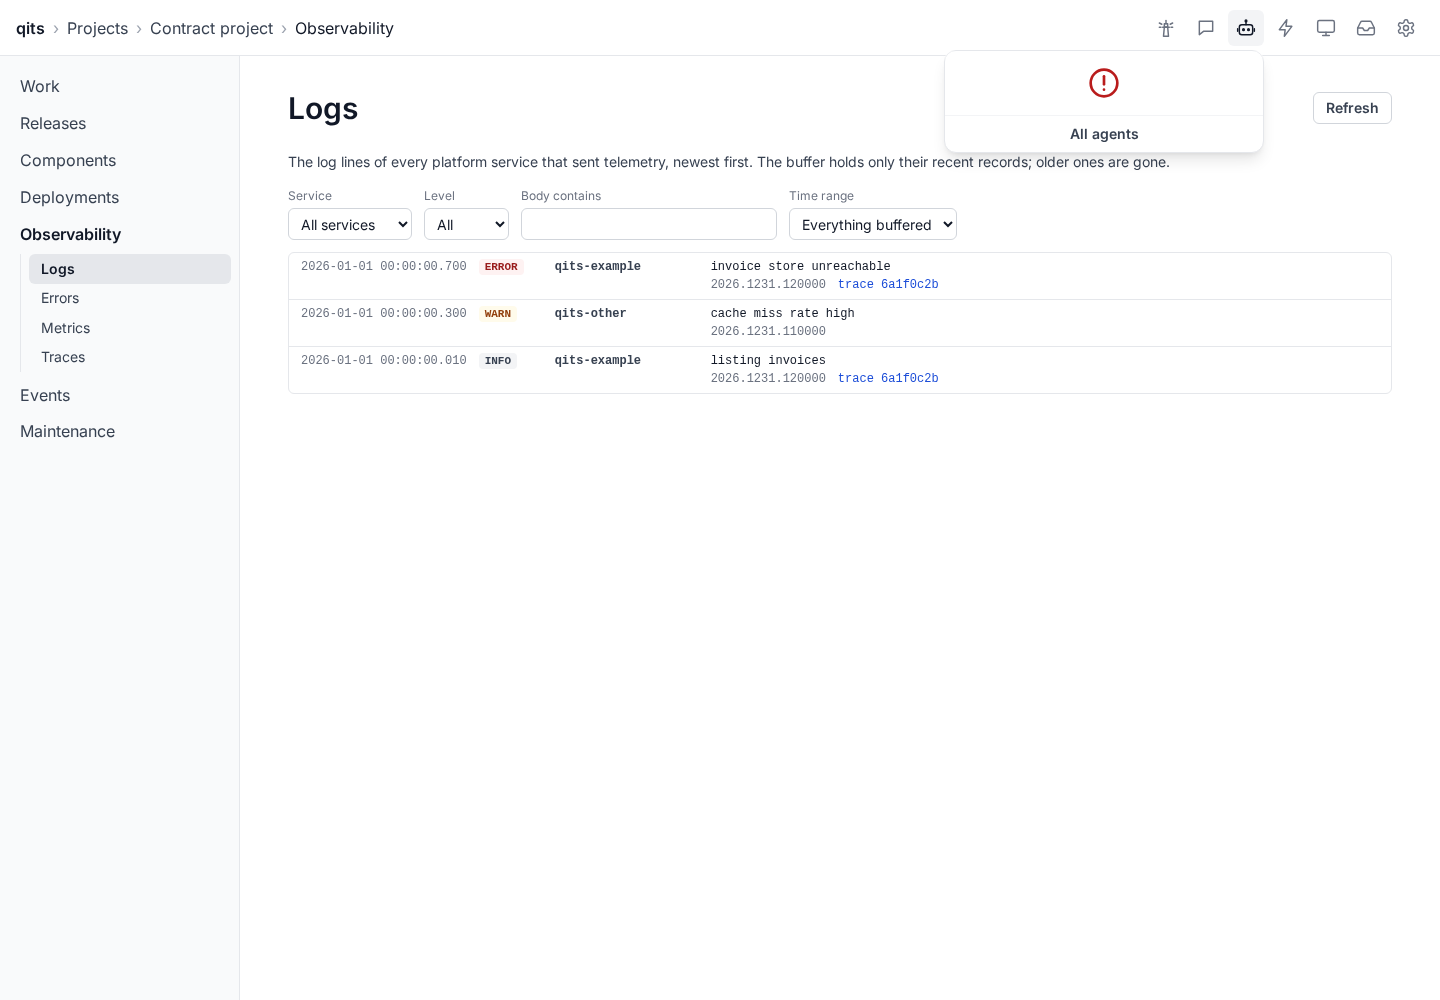 qits › Projects › Contract project › Observability
All agents
Work
Releases
Components
Deployments
Observability
Logs
Errors
Metrics
Traces
Events
Maintenance
Logs
Refresh
The log lines of every platform service that sent telemetry, newest first. The buffer holds only their recent records; older ones are gone.
Service Level Body contains Time range
All services All Everything buffered
2026-01-01 00:00:00.700 ERROR qits-example invoice store unreachable
2026.1231.120000 trace 6a1f0c2b
2026-01-01 00:00:00.300 WARN qits-other cache miss rate high
2026.1231.110000
2026-01-01 00:00:00.010 INFO qits-example listing invoices
2026.1231.120000 trace 6a1f0c2b